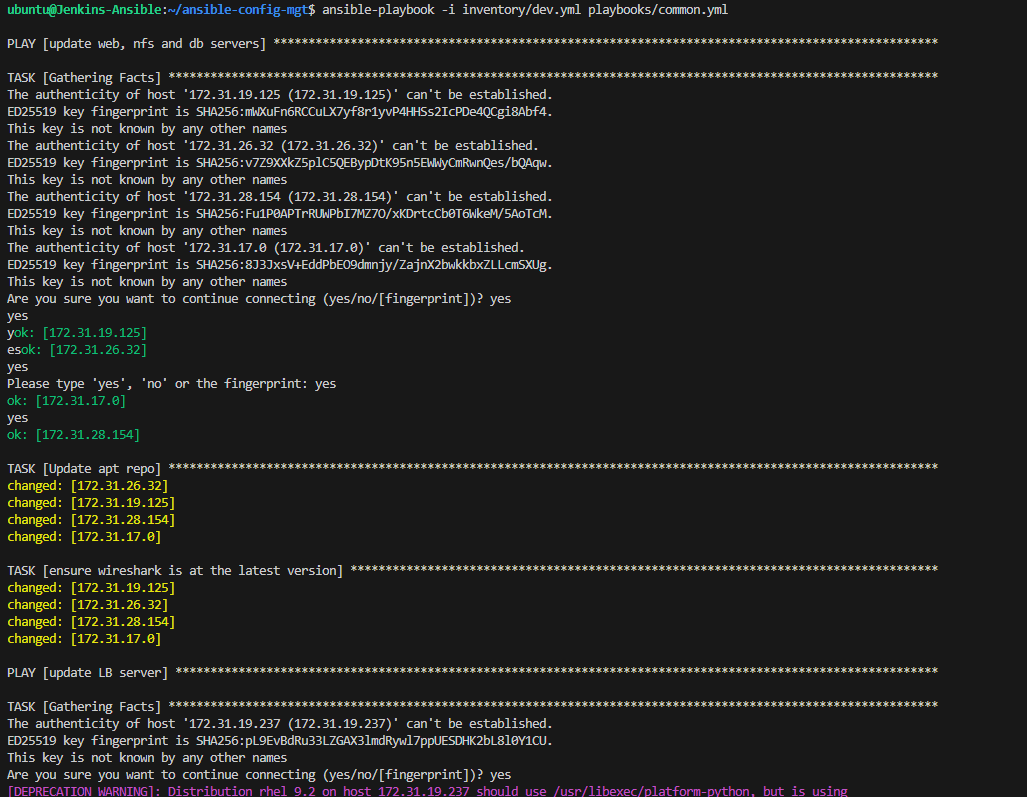 ubuntu@Jenkins-Ansible:~/ansible-config-mgt$ ansible-playbook -i inventory/dev.yml playbooks/common.yml
PLAY [update web, nfs and db servers] ***********************************************************************************************
TASK [Gathering Facts] **************************************************************************************************************
The authenticity of host '172.31.19.125 (172.31.19.125)' can't be established.
ED25519 key fingerprint is SHA256:mWXuFn6RCCuLX7yf8r1yvP4HHSs2IcPDe4QCgi8Abf4.
This key is not known by any other names
The authenticity of host '172.31.26.32 (172.31.26.32)' can't be established.
ED25519 key fingerprint is SHA256:v7Z9XXkZ5plC5QEBypDtK95n5EWWyCmRwnQes/bQAqw.
This key is not known by any other names
The authenticity of host '172.31.28.154 (172.31.28.154)' can't be established.
ED25519 key fingerprint is SHA256:Fu1P0APTrRUWPbI7MZ7O/xKDrtcCb0T6WkeM/5AoTcM.
This key is not known by any other names
The authenticity of host '172.31.17.0 (172.31.17.0)' can't be established.
ED25519 key fingerprint is SHA256:8J3JxsV+EddPbEO9dmnjy/ZajnX2bwkkbxZLLcmSXUg.
This key is not known by any other names
Are you sure you want to continue connecting (yes/no/[fingerprint])? yes
yes
yok: [172.31.19.125]
esok: [172.31.26.32]
yes
Please type 'yes', 'no' or the fingerprint: yes
ok: [172.31.17.0]
yes
ok: [172.31.28.154]
TASK [Update apt repo] **************************************************************************************************************
changed: [172.31.26.32]
changed: [172.31.19.125]
changed: [172.31.28.154]
changed: [172.31.17.0]
TASK [ensure wireshark is at the latest version] ************************************************************************************
changed: [172.31.19.125]
changed: [172.31.26.32]
changed: [172.31.28.154]
changed: [172.31.17.0]
PLAY [update LB server] *************************************************************************************************************
TASK [Gathering Facts] **************************************************************************************************************
The authenticity of host '172.31.19.237 (172.31.19.237)' can't be established.
ED25519 key fingerprint is SHA256:pL9EvBdRu33LZGAX3lmdRywl7ppUESDHK2bL8l0Y1CU.
This key is not known by any other names
Are you sure you want to continue connecting (yes/no/[fingerprint])? yes
[DEPRECATION WARNING]: Distribution rhel 9.2 on host 172.31.19.237 should use /usr/libexec/platform-python, but is using